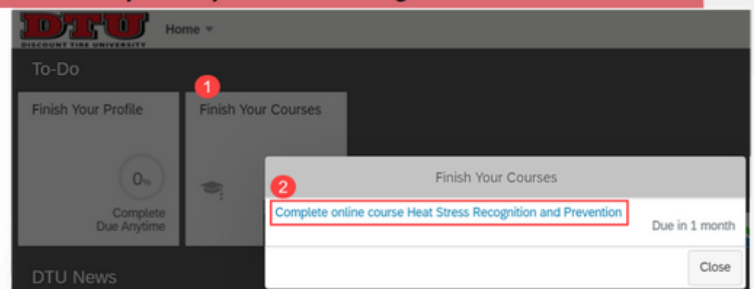 DTU
DISCOUNT TIRE UNIVERSITY
Home
To-Do
1
Finish Your Profile
Finish Your Courses
0%
Complete
Due Anytime
Finish Your Courses
2
Complete online course Heat Stress Recognition and Prevention
Due in 1 month
Close
DTU News